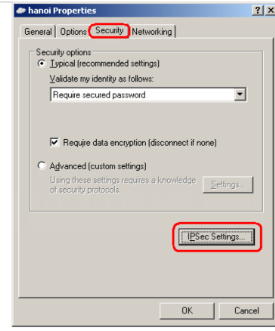 hanoi Properties
General Options Security Networking
Security options
Typical (recommended settings)
Validate my identity as follows:
Require secured password
Require data encryption (disconnect if none)
Advanced (custom settings)
Using these settings requires a knowledge of security protocols.
Settings...
IPSec Settings...
OK Cancel